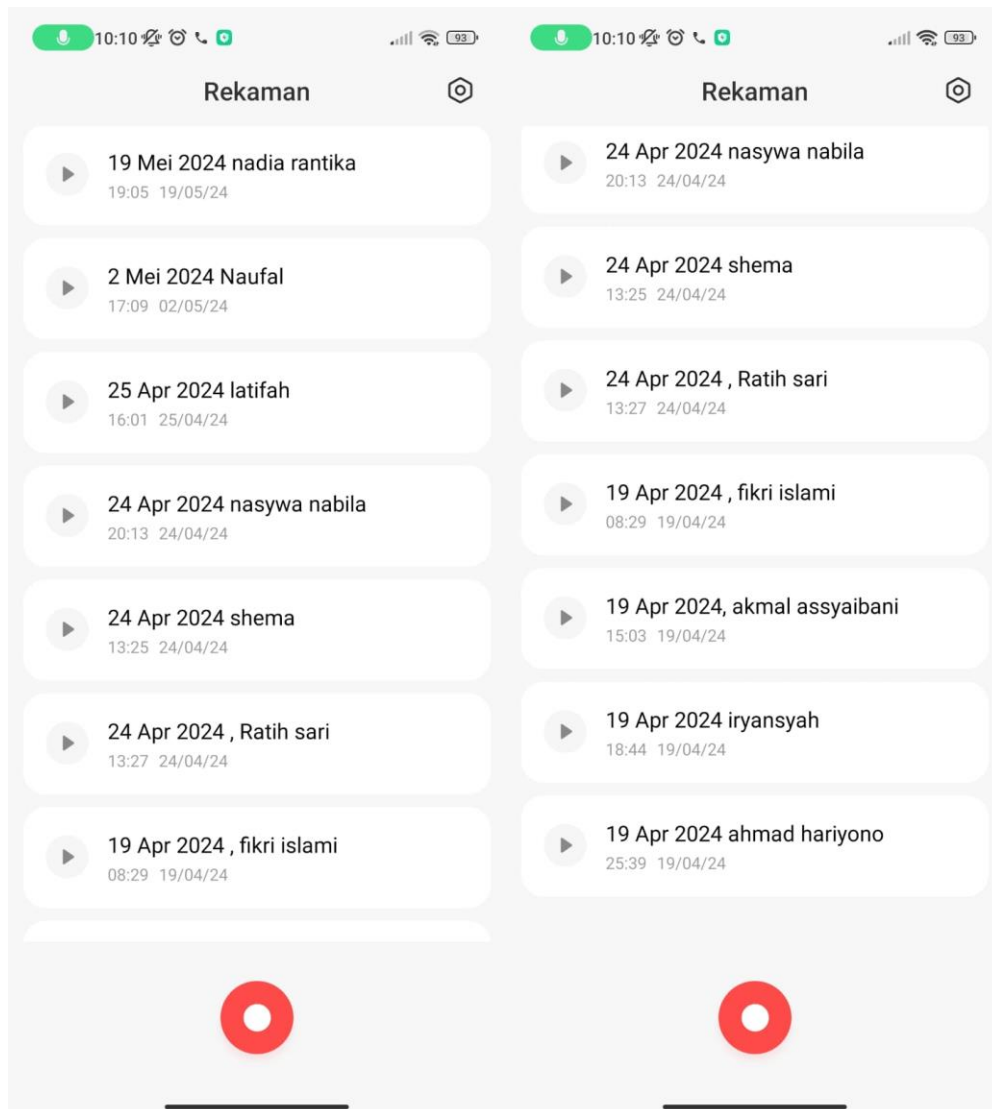 10:10
93
Rekaman
19 Mei 2024 nadia rantika
19:05 19/05/24
2 Mei 2024 Naufal
17:09 02/05/24
25 Apr 2024 latifah
16:01 25/04/24
24 Apr 2024 nasywa nabila
20:13 24/04/24
24 Apr 2024 shema
13:25 24/04/24
24 Apr 2024 , Ratih sari
13:27 24/04/24
19 Apr 2024 , fikri islami
08:29 19/04/24
10:10
93
Rekaman
24 Apr 2024 nasywa nabila
20:13 24/04/24
24 Apr 2024 shema
13:25 24/04/24
24 Apr 2024 , Ratih sari
13:27 24/04/24
19 Apr 2024 , fikri islami
08:29 19/04/24
19 Apr 2024, akmal assyaibani
15:03 19/04/24
19 Apr 2024 iryansyah
18:44 19/04/24
19 Apr 2024 ahmad hariyono
25:39 19/04/24